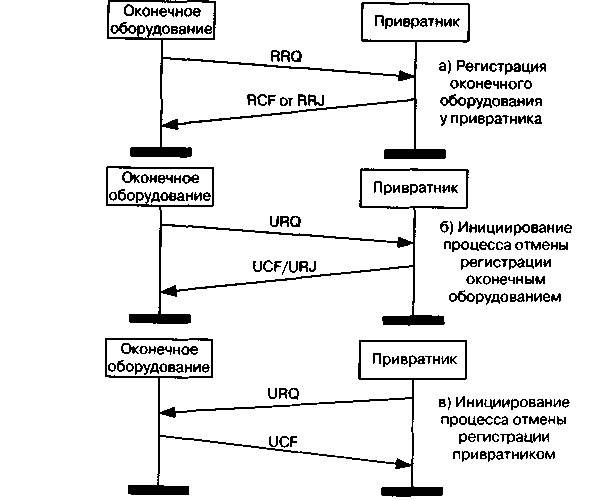 Оконечное
оборудование
Привратник
RRQ
RCF or RRJ
а) Регистрация
оконечного
оборудования
у привратника
Оконечное
оборудование
Привратник
URQ
UCF/URJ
б) Инициирование
процесса отмены
регистрации
оконечным
оборудованием
Оконечное
оборудование
Привратник
URQ
UCF
в) Инициирование
процесса отмены
регистрации
привратником